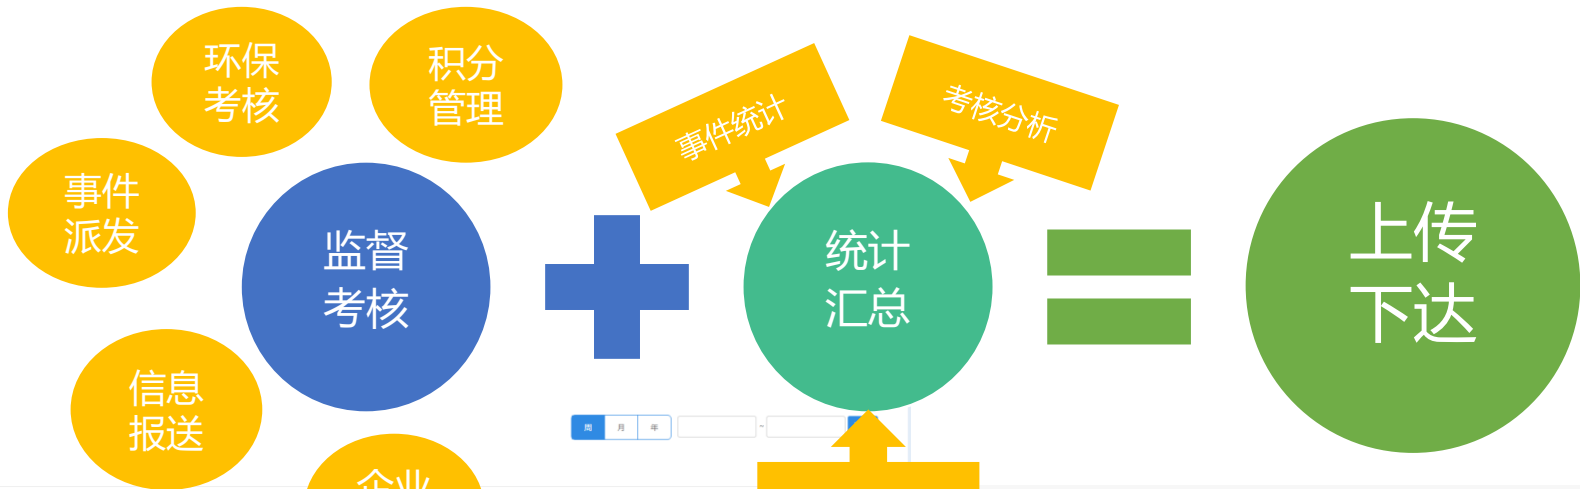 环保
考核
积分
管理
事件
派发
信息
报送
企业
监督
考核
事件统计
考核分析
统计
汇总
上传
下达
周 月 年 ~